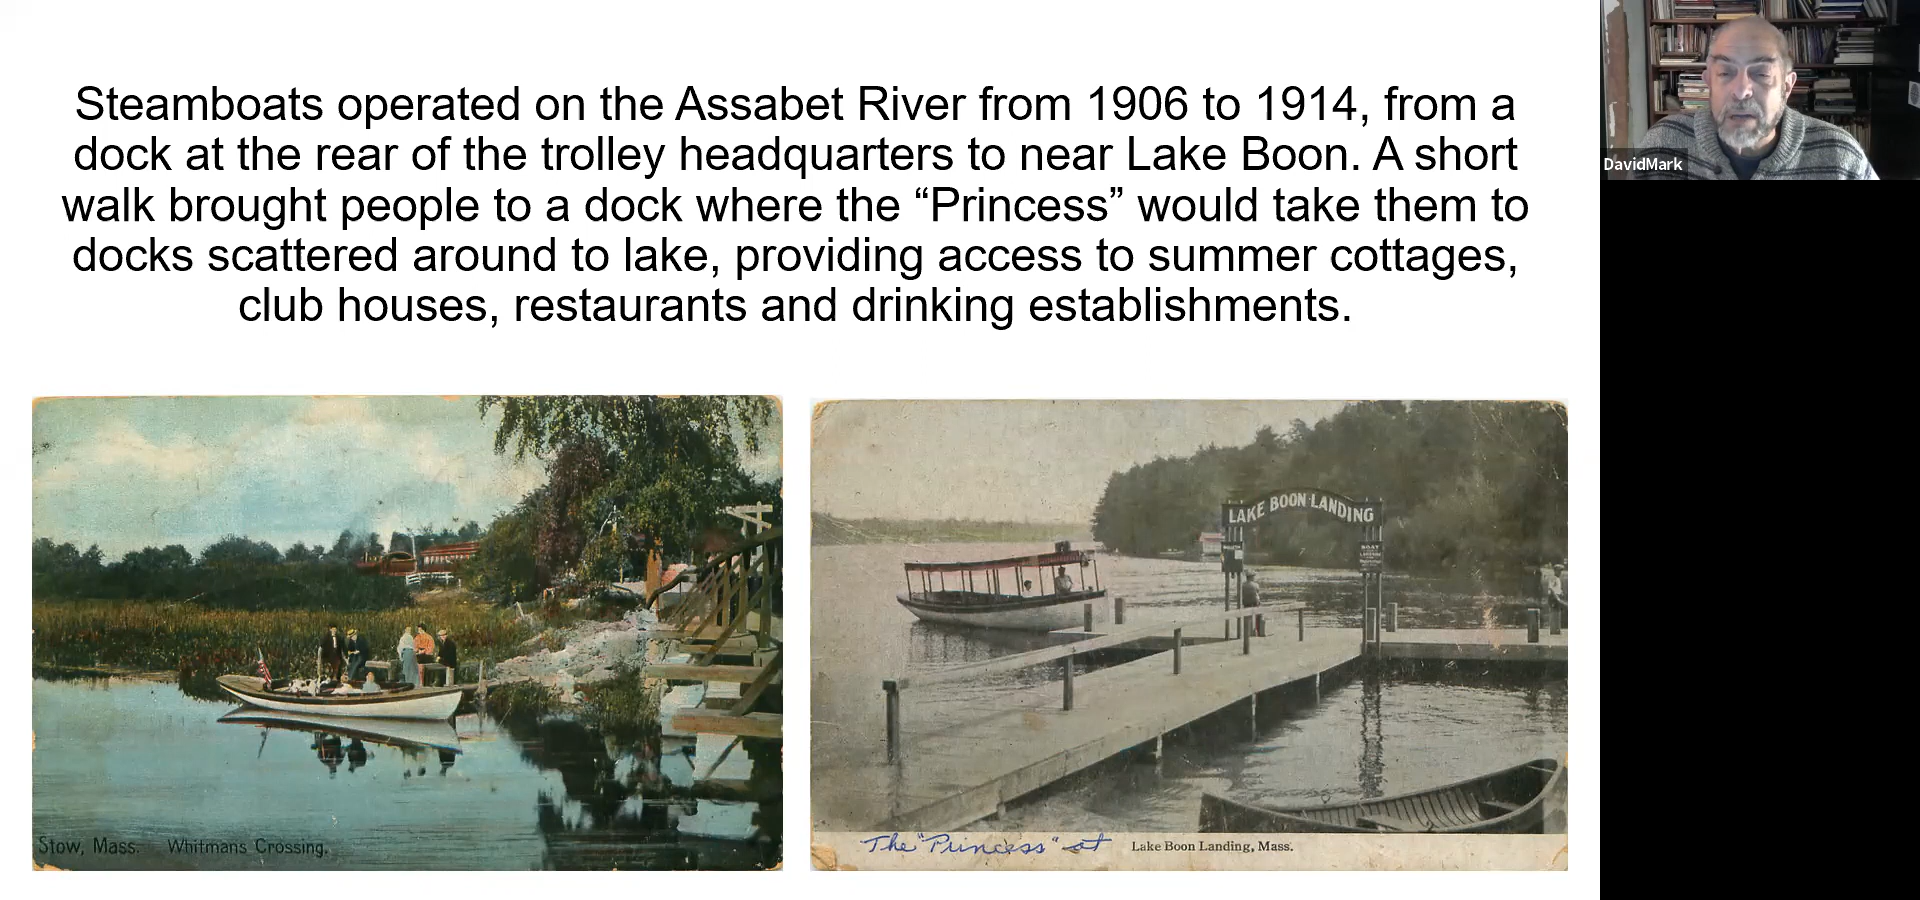 Steamboats operated on the Assabet River from 1906 to 1914, from a
dock at the rear of the trolley headquarters to near Lake Boon. A short
walk brought people to a dock where the “Princess” would take them to
docks scattered around to lake, providing access to summer cottages,
club houses, restaurants and drinking establishments.
DavidMark
LAKE BOON LANDING
BOAT
Stow, Mass. Whitmans Crossing.
The "Princess" at Lake Boon Landing, Mass.